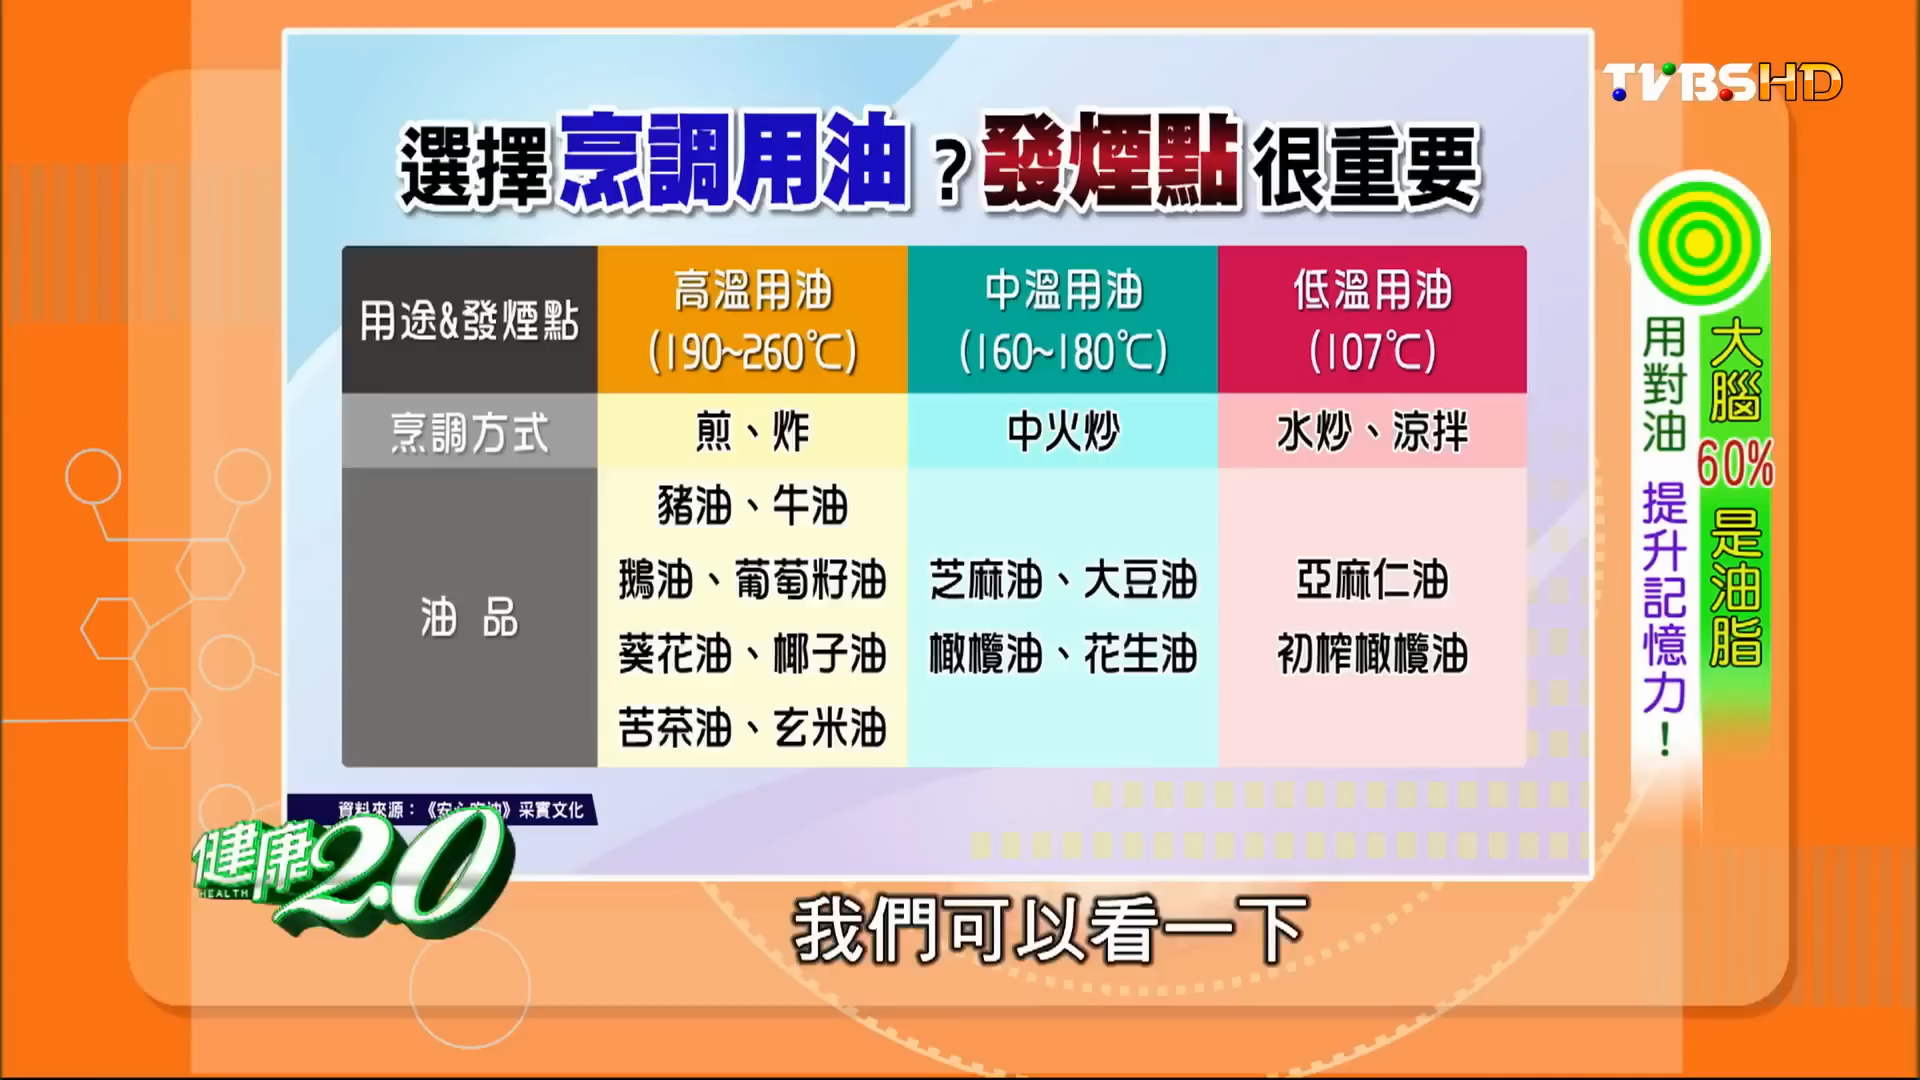 TVBSHD
選擇烹調用油？發煙點很重要
用途&發煙點
高溫用油
(190~260℃)
中溫用油
(160~180℃)
低溫用油
(107℃)
烹調方式
煎、炸
中火炒
水炒、涼拌
油品
豬油、牛油
鵝油、葡萄籽油
葵花油、椰子油
苦茶油、玄米油
芝麻油、大豆油
橄欖油、花生油
亞麻仁油
初榨橄欖油
大腦60%是油脂
用對油 提升記憶力！
資料來源：《安心吃油》采實文化
健康2.0
HEALTH
我們可以看一下